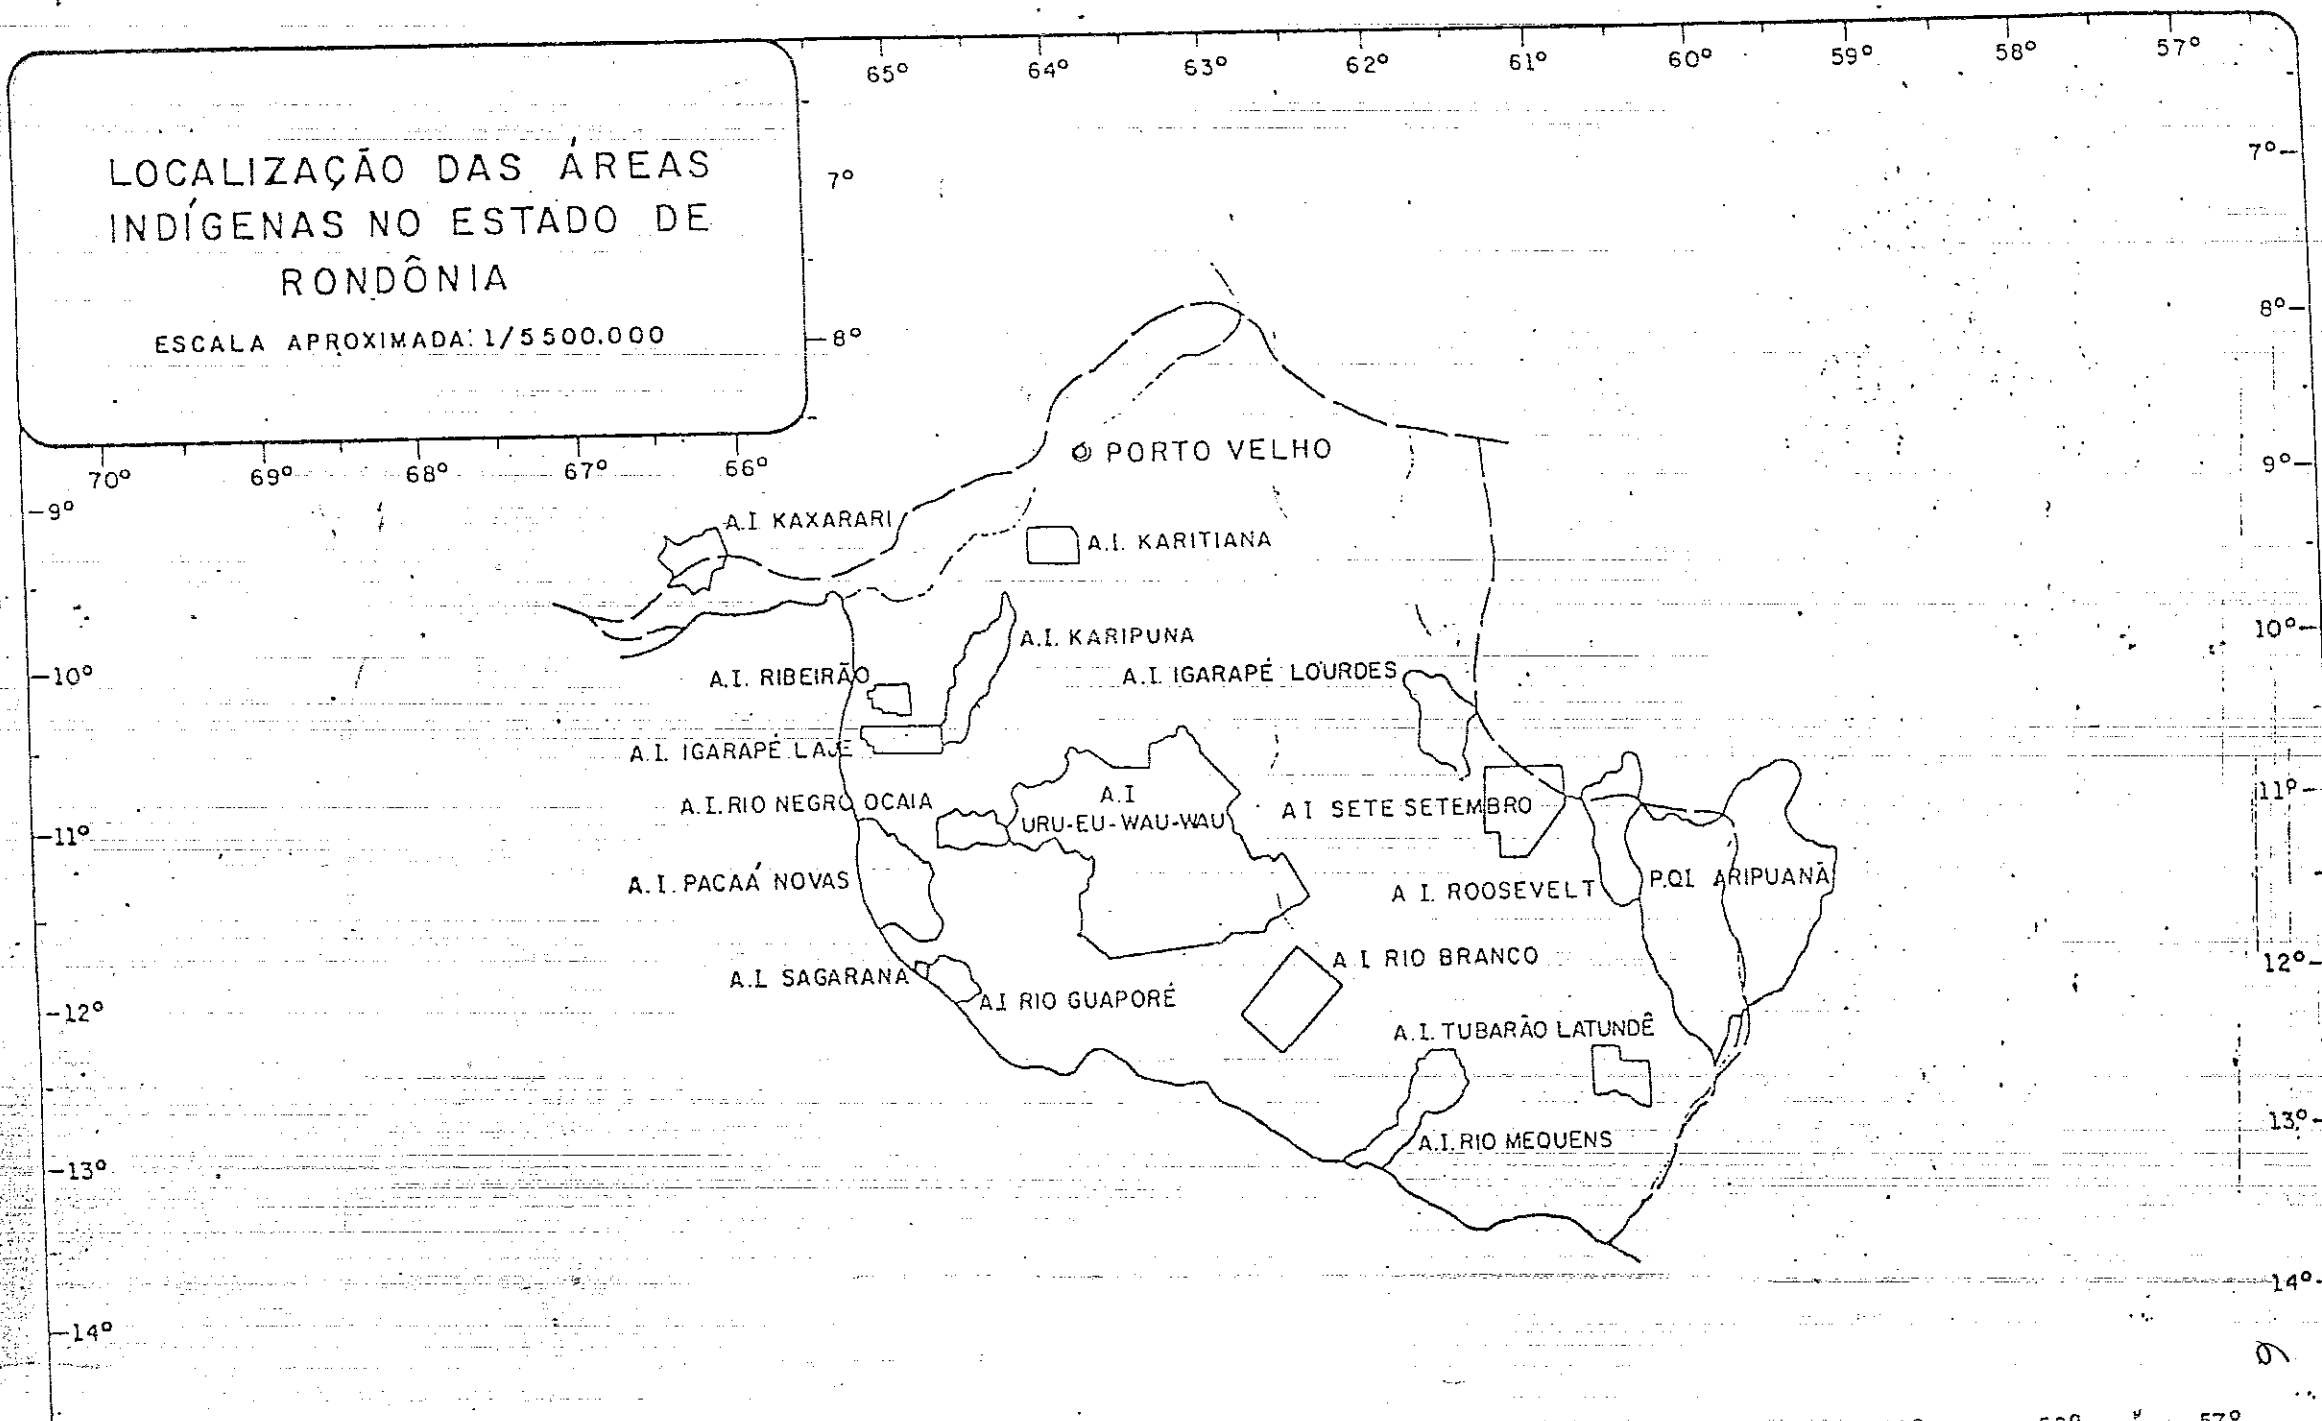 65° 64° 63° 62° 61° 60° 59° 58° 57°
LOCALIZAÇÃO DAS ÁREAS
INDÍGENAS NO ESTADO DE
RONDÔNIA
ESCALA APROXIMADA: 1/5500.000
7°
7°
8°
8°
70° 69° 68° 67° 66°
PORTO VELHO
9°
9°
A.I KAXARARI
A.I. KARITIANA
A.I. KARIPUNA
10°
A.I. RIBEIRÃO
A.I. IGARAPÉ LOURDES
10°
A.I. IGARAPÉ LAJE
A.I. RIO NEGRO OCAIA
A.I
URU-EU-WAU-WAU
A I SETE SETEMBRO
11°
11°
A.I. PACAÁ NOVAS
A I. ROOSEVELT
P.QI ARIPUANÃ
A.I. SAGARANA
A.I RIO GUAPORÉ
A I RIO BRANCO
12°
12°
A.I. TUBARÃO LATUNDÊ
13°
A.I. RIO MEQUENS
13°
14°
14°
57°